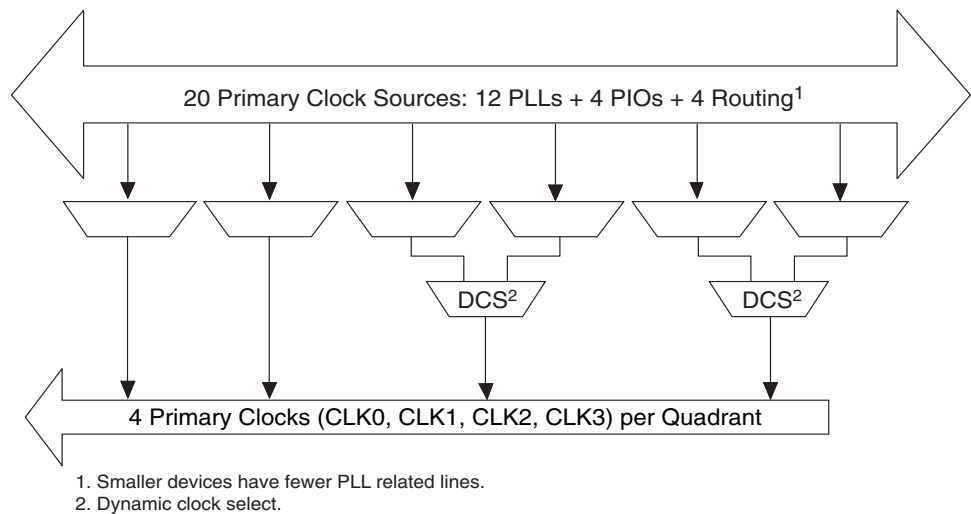 20 Primary Clock Sources: 12 PLLs + 4 PIOs + 4 Routing¹
DCS² DCS²
4 Primary Clocks (CLK0, CLK1, CLK2, CLK3) per Quadrant
1. Smaller devices have fewer PLL related lines.
2. Dynamic clock select.